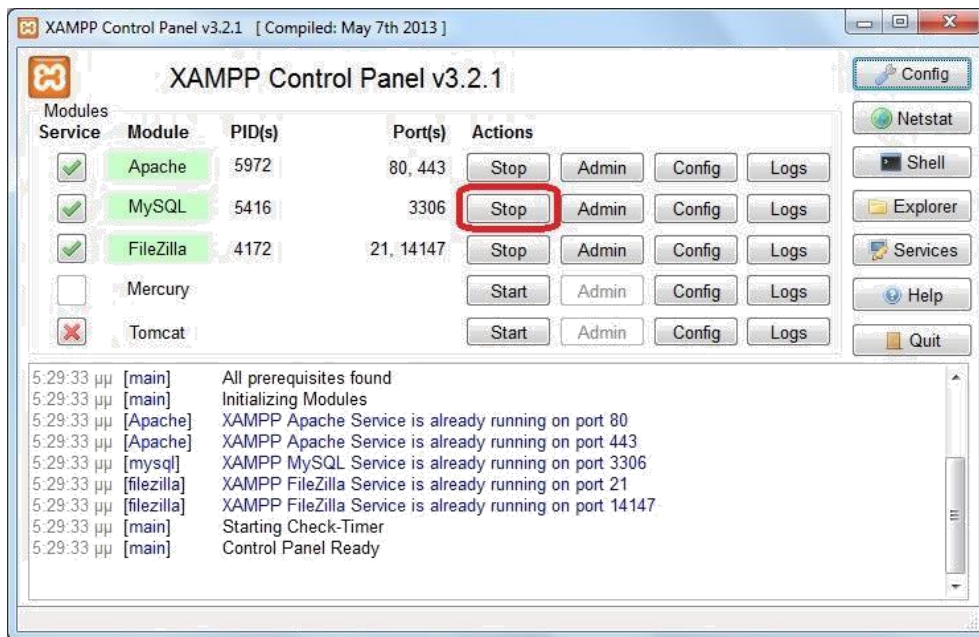 XAMPP Control Panel v3.2.1 [ Compiled: May 7th 2013 ]
XAMPP Control Panel v3.2.1
Config
Modules
Service Module PID(s) Port(s) Actions
Netstat
Apache 5972 80, 443 Stop Admin Config Logs
Shell
MySQL 5416 3306 Stop Admin Config Logs
Explorer
FileZilla 4172 21, 14147 Stop Admin Config Logs
Services
Mercury Start Admin Config Logs
Help
Tomcat Start Admin Config Logs
Quit
5:29:33 μμ [main] All prerequisites found
5:29:33 μμ [main] Initializing Modules
5:29:33 μμ [Apache] XAMPP Apache Service is already running on port 80
5:29:33 μμ [Apache] XAMPP Apache Service is already running on port 443
5:29:33 μμ [mysql] XAMPP MySQL Service is already running on port 3306
5:29:33 μμ [filezilla] XAMPP FileZilla Service is already running on port 21
5:29:33 μμ [filezilla] XAMPP FileZilla Service is already running on port 14147
5:29:33 μμ [main] Starting Check-Timer
5:29:33 μμ [main] Control Panel Ready